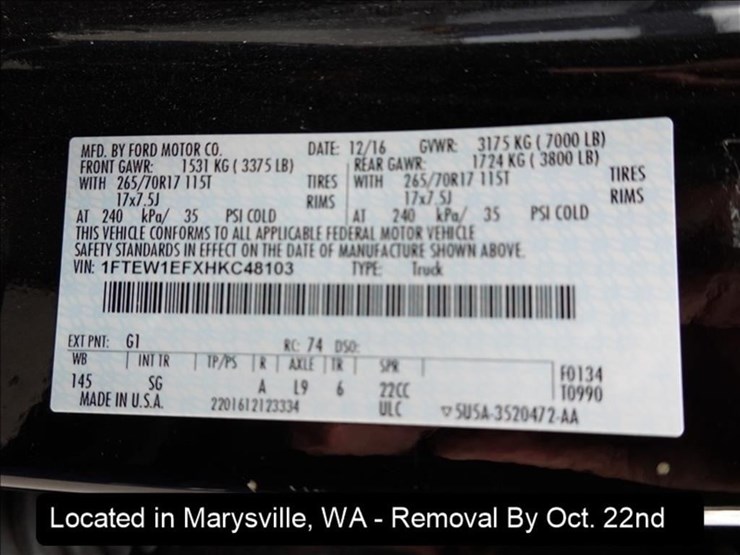 MFD. BY FORD MOTOR CO. DATE: 12/16 GVWR: 3175 KG ( 7000 LB)
FRONT GAWR: 1531 KG ( 3375 LB) REAR GAWR: 1724 KG ( 3800 LB)
WITH 265/70R17 115T TIRES WITH 265/70R17 115T TIRES
17x7.5J RIMS 17x7.5J RIMS
AT 240 kPa/ 35 PSI COLD AT 240 kPa/ 35 PSI COLD
THIS VEHICLE CONFORMS TO ALL APPLICABLE FEDERAL MOTOR VEHICLE
SAFETY STANDARDS IN EFFECT ON THE DATE OF MANUFACTURE SHOWN ABOVE.
VIN: 1FTEW1EFXHKC48103 TYPE: Truck
EXT PNT: G1 RC: 74 DSO:
WB INT TR TP/PS R AXLE TR SPR F0134
145 SG A L9 6 22CC T0990
MADE IN U.S.A. 2201612123334 ULC ▽ 5U5A-3520472-AA
Located in Marysville, WA - Removal By Oct. 22nd